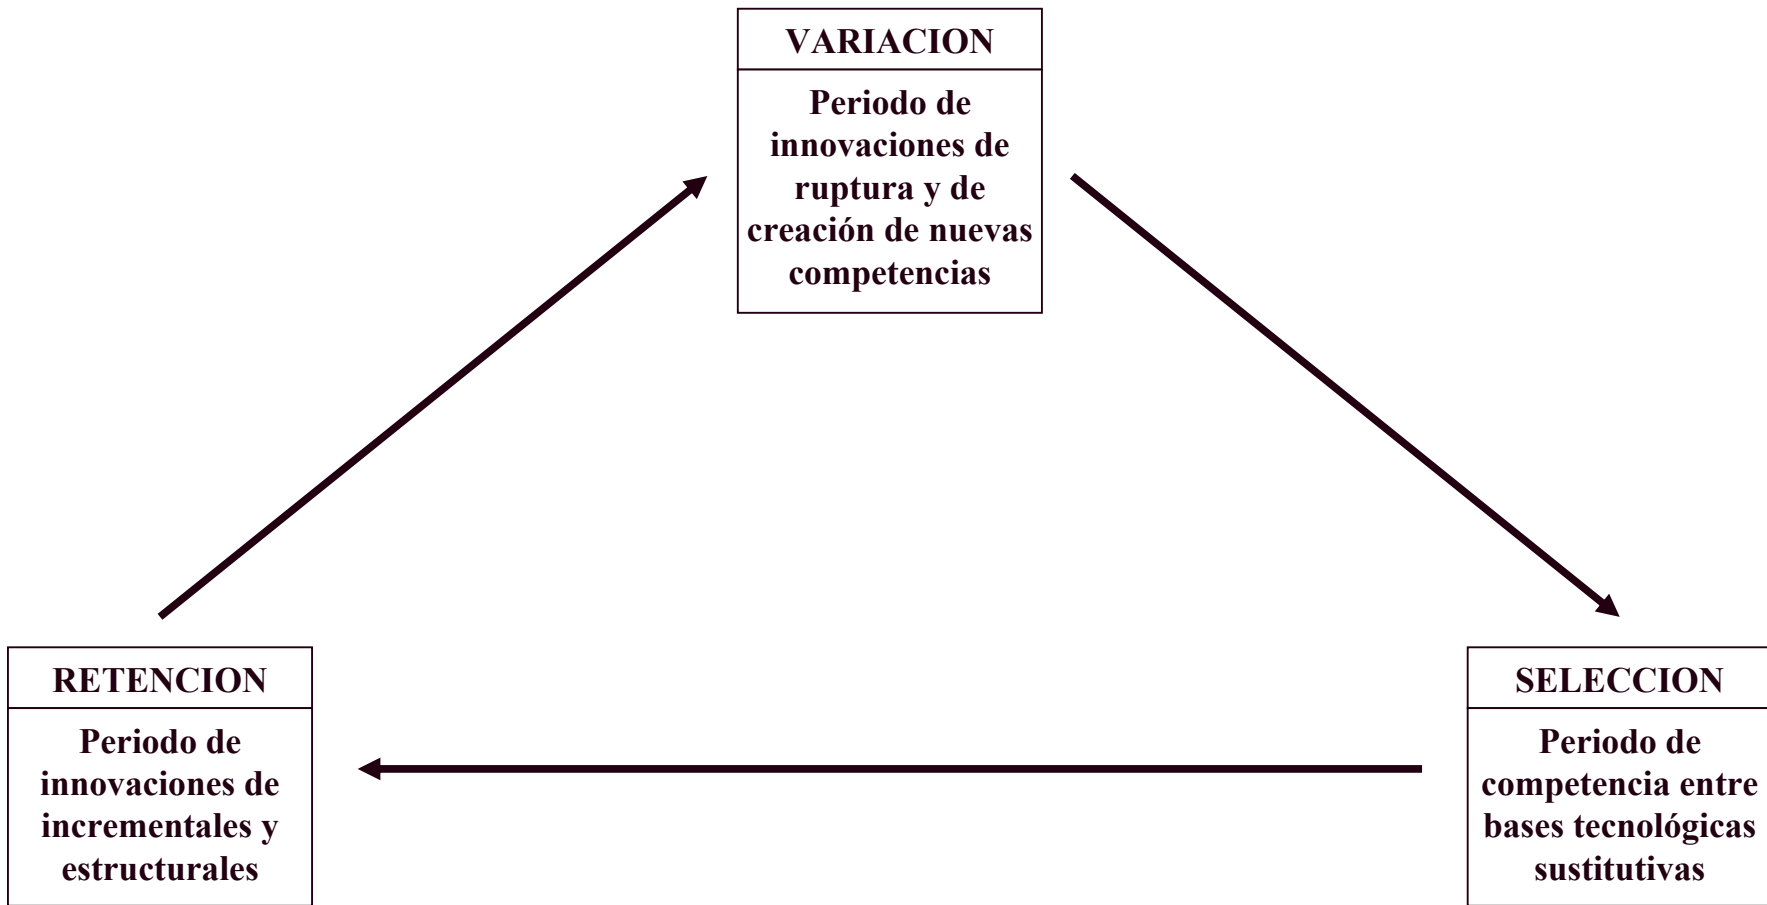 VARIACION
Periodo de
innovaciones de
ruptura y de
creación de nuevas
competencias
RETENCION
Periodo de
innovaciones de
incrementales y
estructurales
SELECCION
Periodo de
competencia entre
bases tecnológicas
sustitutivas